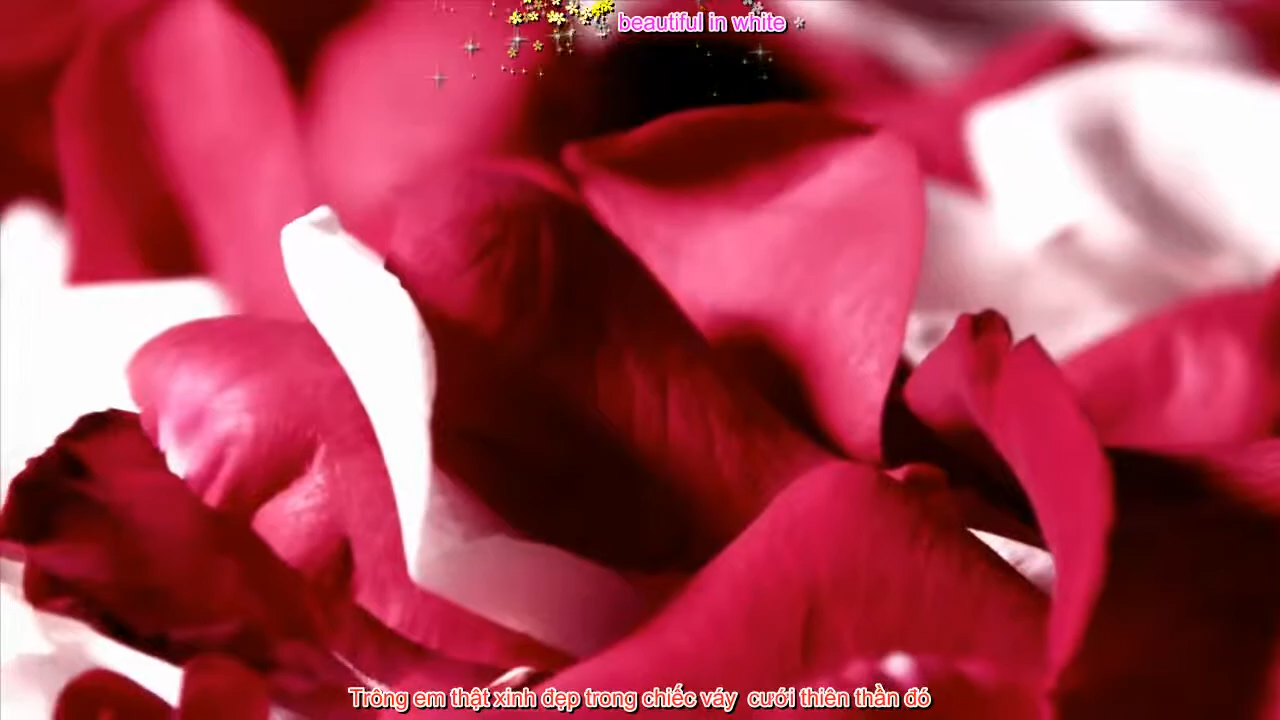 beautiful in white
Trông em thật xinh đẹp trong chiếc váy cưới thiên thần đó